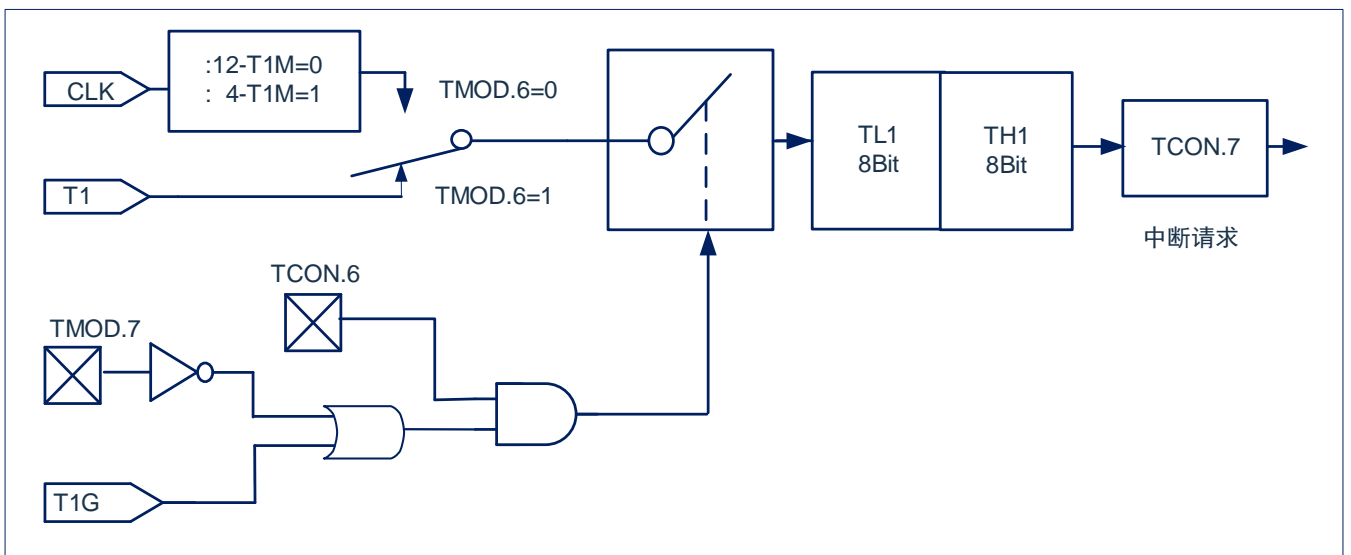 :12-T1M=0
: 4-T1M=1
CLK
TMOD.6=0
T1
TMOD.6=1
TL1
8Bit
TH1
8Bit
TCON.7
中断请求
TCON.6
TMOD.7
T1G